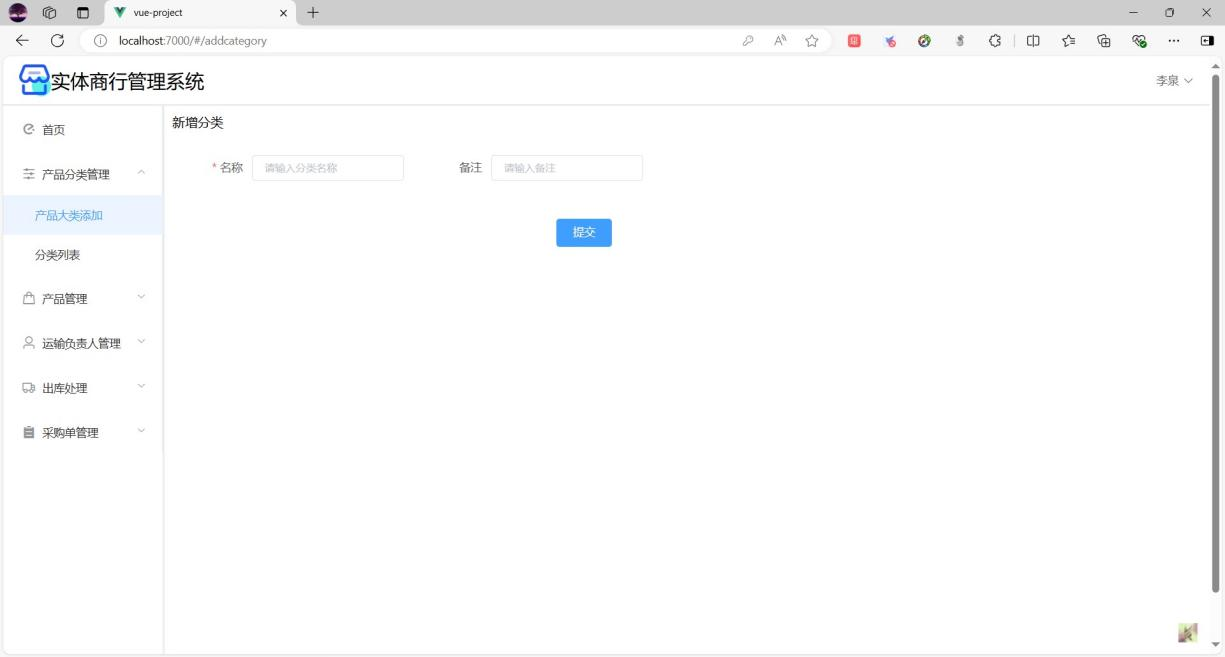 vue-project
localhost:7000/#/addcategory
实体商行管理系统
李泉
首页
产品分类管理
产品大类添加
分类列表
产品管理
运输负责人管理
出库处理
采购单管理
新增分类
* 名称 请输入分类名称 备注 请输入备注
提交